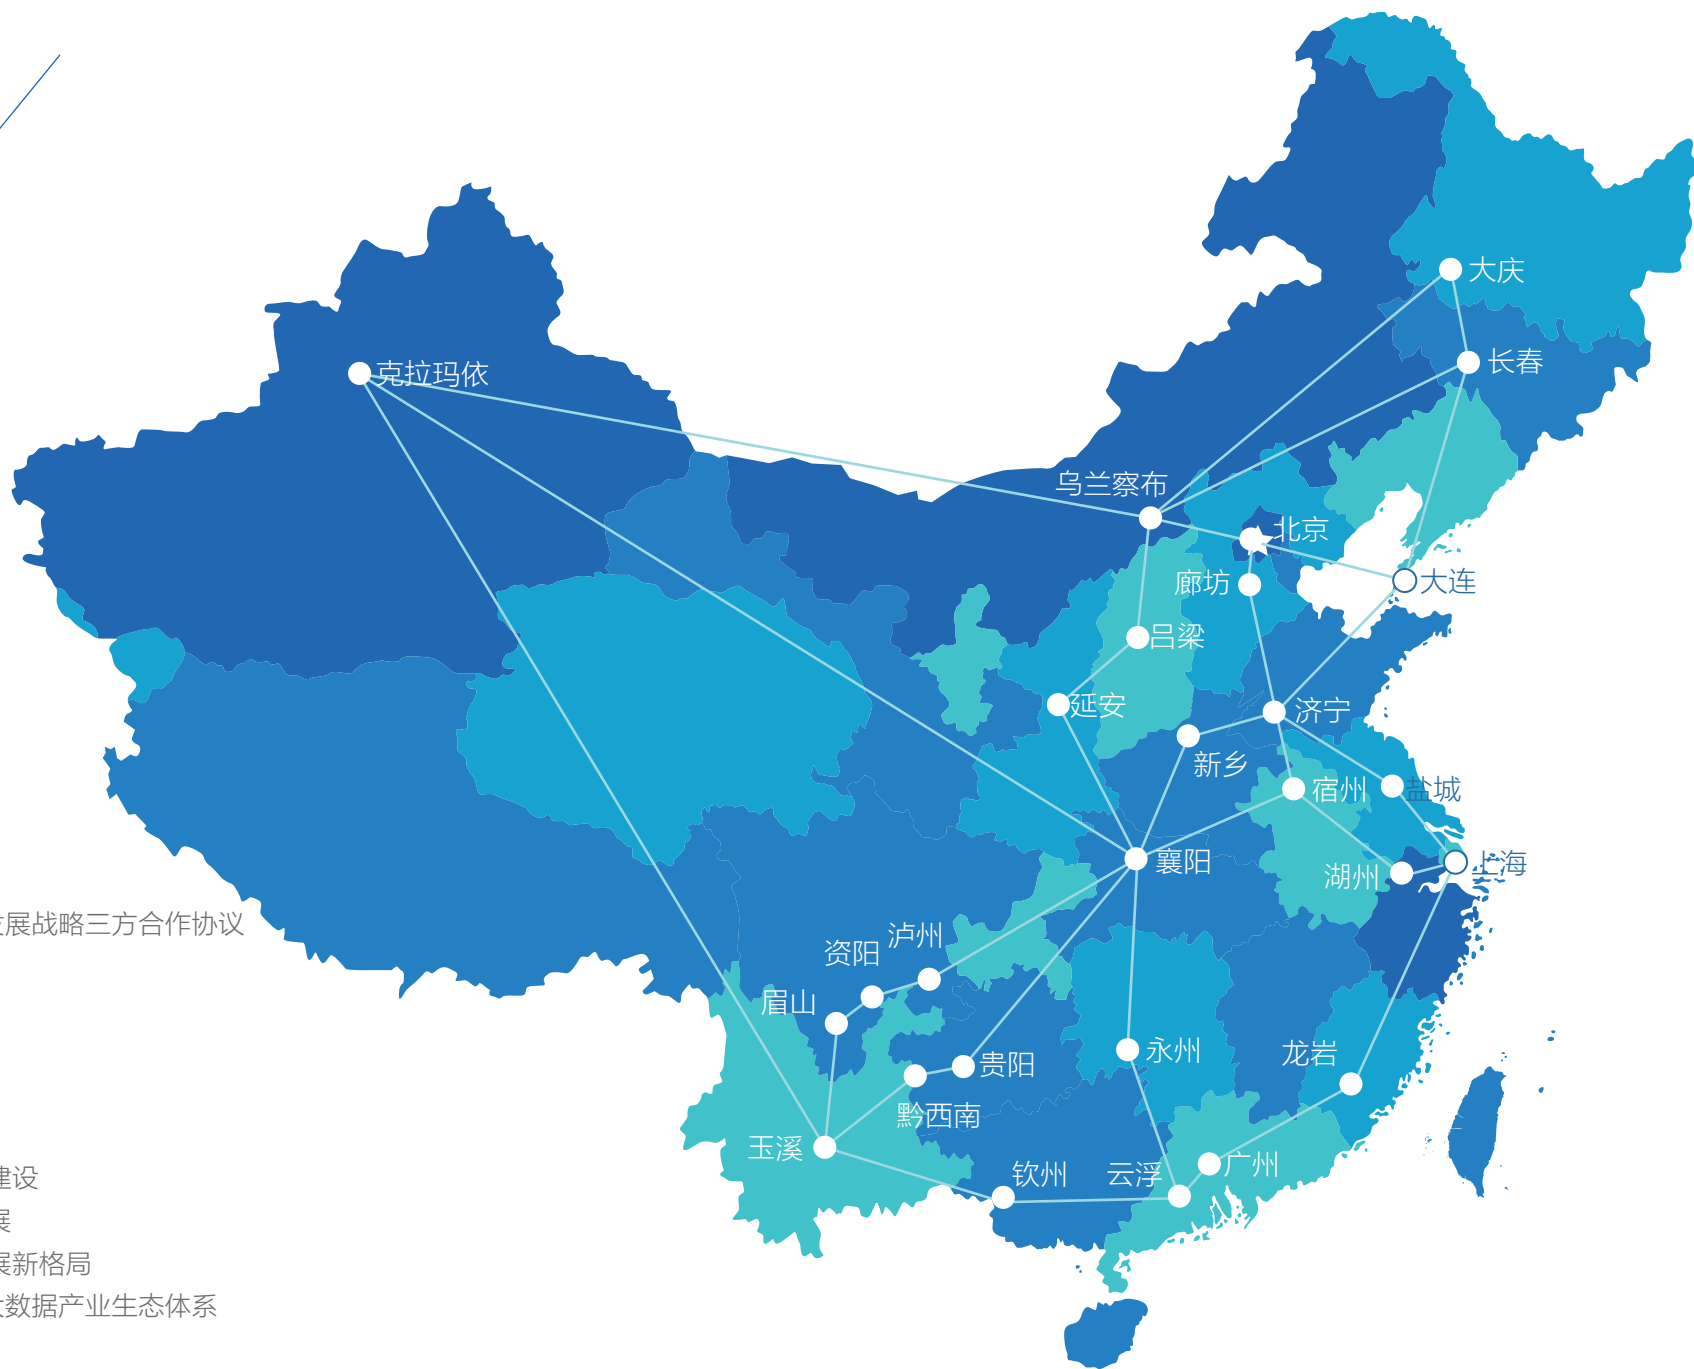 大庆
长春
克拉玛依
乌兰察布
北京
廊坊
大连
吕梁
延安
济宁
新乡
宿州
盐城
襄阳
湖州
上海
发展战略三方合作协议
泸州
资阳
眉山
永州
龙岩
贵阳
黔西南
玉溪
钦州
云浮
广州
建设
展
展新格局
大数据产业生态体系